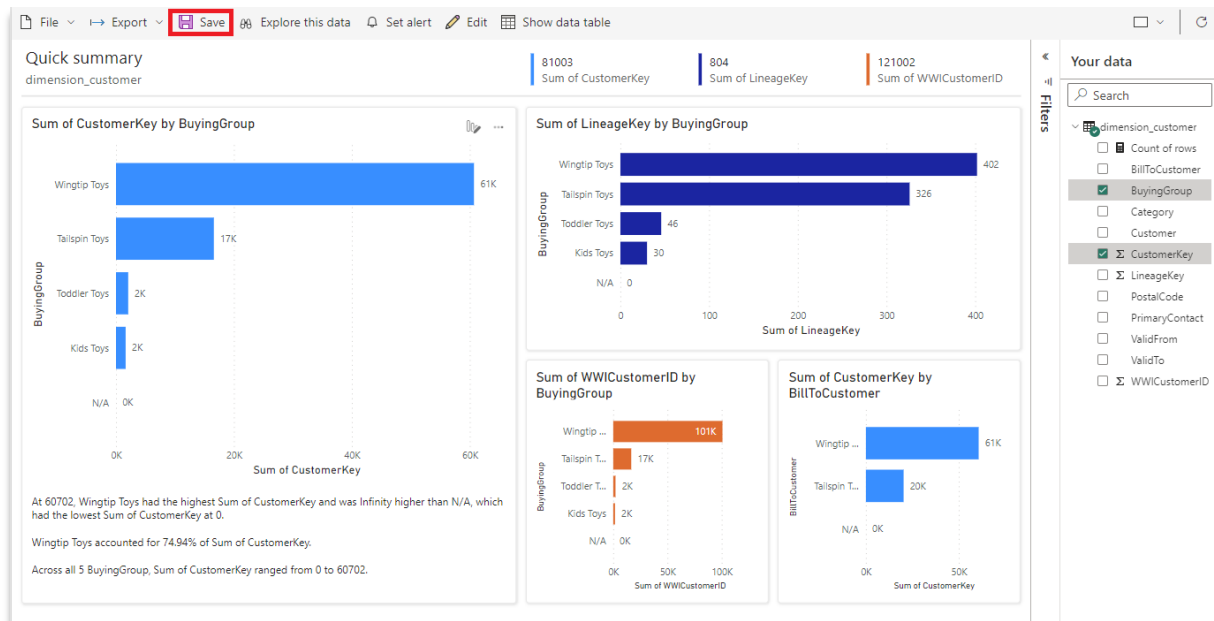 File
Export
Save
Explore this data
Set alert
Edit
Show data table
Quick summary
dimension_customer
81003
Sum of CustomerKey
804
Sum of LineageKey
121002
Sum of WWICustomerID
Sum of CustomerKey by BuyingGroup
BuyingGroup
Wingtip Toys
61K
Tailspin Toys
17K
Toddler Toys
2K
Kids Toys
2K
N/A
0K
0K 20K 40K 60K
Sum of CustomerKey
At 60702, Wingtip Toys had the highest Sum of CustomerKey and was Infinity higher than N/A, which
had the lowest Sum of CustomerKey at 0.
Wingtip Toys accounted for 74.94% of Sum of CustomerKey.
Across all 5 BuyingGroup, Sum of CustomerKey ranged from 0 to 60702.
Sum of LineageKey by BuyingGroup
BuyingGroup
Wingtip Toys
402
Tailspin Toys
326
Toddler Toys
46
Kids Toys
30
N/A
0
0 100 200 300 400
Sum of LineageKey
Sum of WWICustomerID by
BuyingGroup
BuyingGroup
Wingtip ...
101K
Tailspin T...
17K
Toddler T...
2K
Kids Toys
2K
N/A
0K
0K 50K 100K
Sum of WWICustomerID
Sum of CustomerKey by
BillToCustomer
BillToCustomer
Wingtip ...
61K
Tailspin T...
20K
N/A
0K
0K 50K
Sum of CustomerKey
Filters
Your data
Search
dimension_customer
Count of rows
BillToCustomer
BuyingGroup
Category
Customer
Σ CustomerKey
Σ LineageKey
PostalCode
PrimaryContact
ValidFrom
ValidTo
Σ WWICustomerID